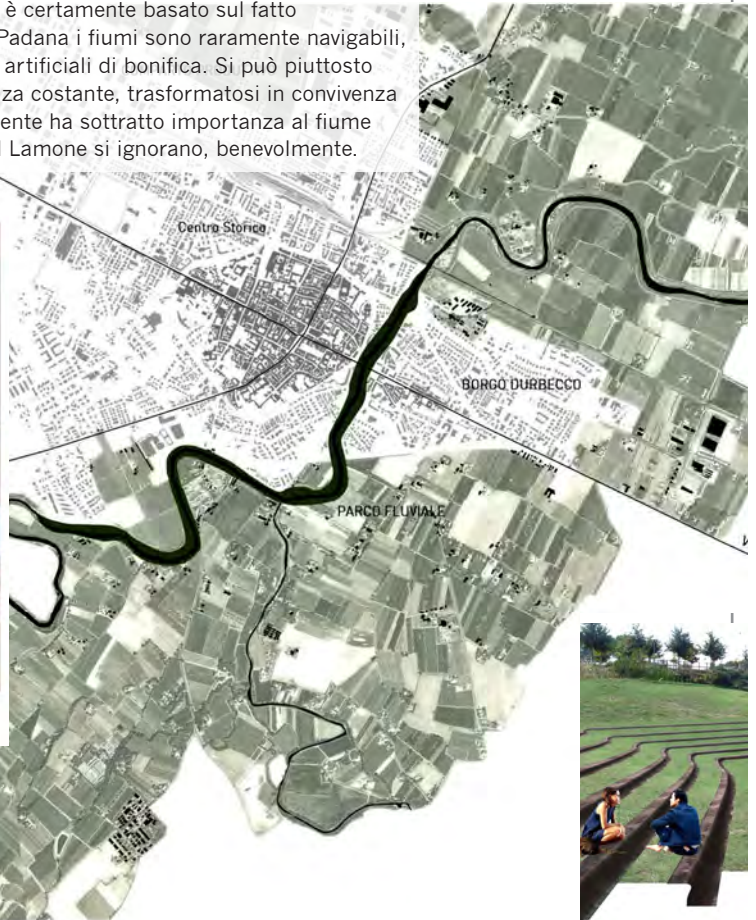 è certamente basato sul fatto
Padana i fiumi sono raramente navigabili,
artificiali di bonifica. Si può piuttosto
za costante, trasformatosi in convivenza
ente ha sottratto importanza al fiume
Lamone si ignorano, benevolmente.
Centro Storico
BORGO DURBECCO
PARCO FLUVIALE